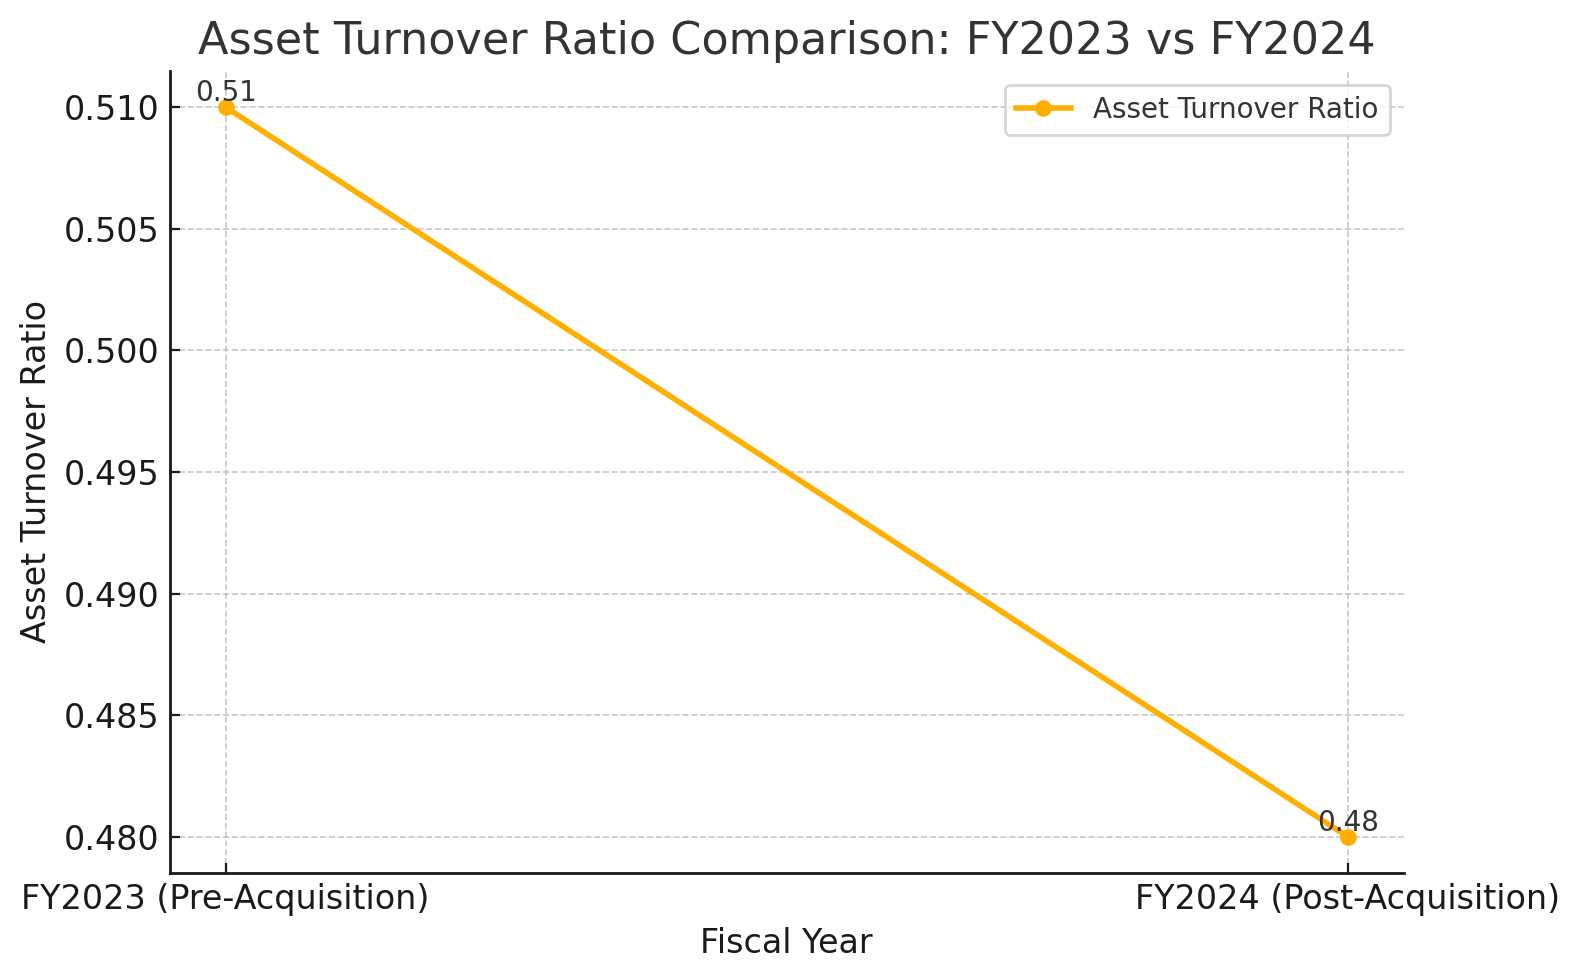 Asset Turnover Ratio Comparison: FY2023 vs FY2024
Asset Turnover Ratio
0.51
0.48
0.510
0.505
0.500
0.495
0.490
0.485
0.480
Asset Turnover Ratio
FY2023 (Pre-Acquisition)
FY2024 (Post-Acquisition)
Fiscal Year